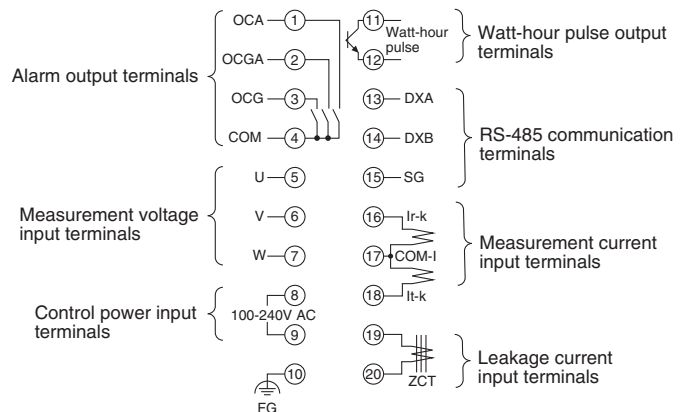 Alarm output terminals
OCA 1
OCGA 2
OCG 3
COM 4
Measurement voltage
input terminals
U 5
V 6
W 7
Control power input
terminals
8
100-240V AC
9
10
EG
11
Watt-hour
pulse
12
Watt-hour pulse output
terminals
13 DXA
14 DXB
15 SG
RS-485 communication
terminals
16 Ir-k
17 COM-I
18 It-k
Measurement current
input terminals
19
20
ZCT
Leakage current
input terminals